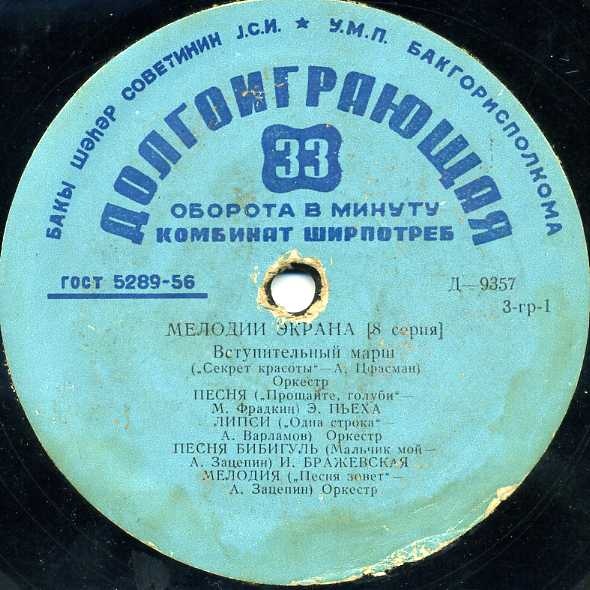 БАКЫ ШӘҺӘР СОВЕТИНИН Ј.С.И. ★ У.М.П. БАКГОРИСПОЛКОМА
ДОЛГОИГРАЮЩАЯ
33
ОБОРОТА В МИНУТУ
КОМБИНАТ ШИРПОТРЕБ
ГОСТ 5289-56
Д—9357
3-гр-1
МЕЛОДИИ ЭКРАНА [8 серия]
Вступительный марш
(„Секрет красоты“—А. Цфасман)
Оркестр
ПЕСНЯ („Прощайте, голуби“—
М. Фрадкин) Э. ПЬЕХА
ЛИПСИ („Одна строка“—
А. Варламов) Оркестр
ПЕСНЯ БИБИГУЛЬ (Мальчик мой—
А. Зацепин) И. БРАЖЕВСКАЯ
МЕЛОДИЯ („Песня зовет“—
А. Зацепин) Оркестр